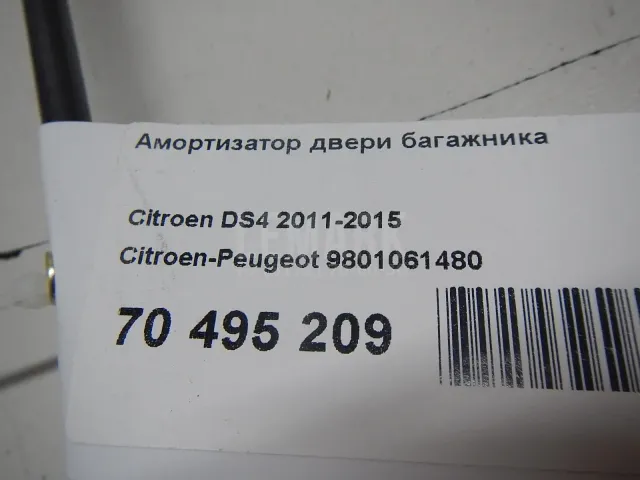 Амортизатор двери багажника
Citroen DS4 2011-2015
Citroen-Peugeot 9801061480
70 495 209